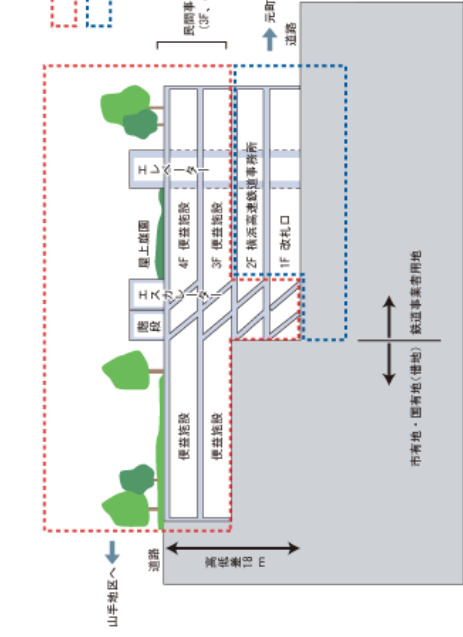 民間事
(3F、
元町
道路
エレベーター
屋上庭園
エスカレーター
階段
4F 便益施設
3F 便益施設
2F 横浜高速鉄道事務所
1F 改札口
便益施設
便益施設
鉄道事業者用地
市有地・国有地(借地)
高低差18m
道路
山手地区へ